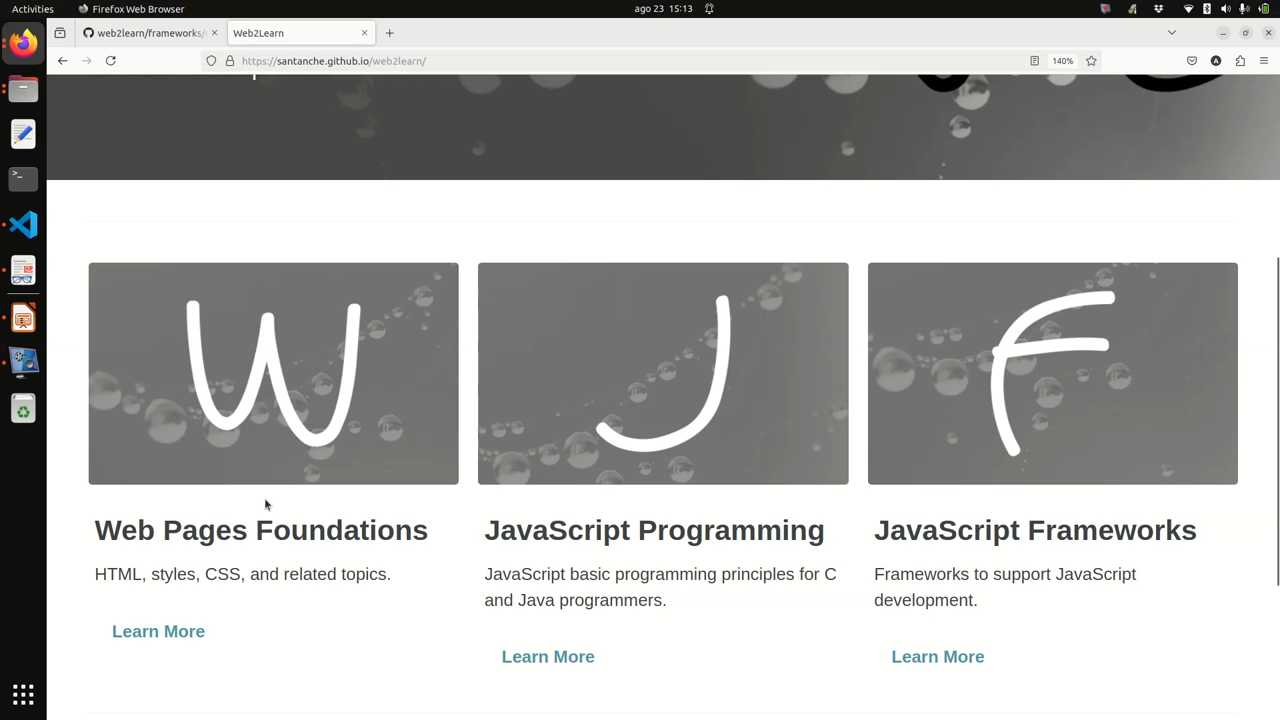 Activities
Firefox Web Browser
ago 23 15:13
web2learn/frameworks/
Web2Learn
https://santanche.github.io/web2learn/
140%
W
J
F
Web Pages Foundations
JavaScript Programming
JavaScript Frameworks
HTML, styles, CSS, and related topics.
JavaScript basic programming principles for C
and Java programmers.
Frameworks to support JavaScript
development.
Learn More
Learn More
Learn More